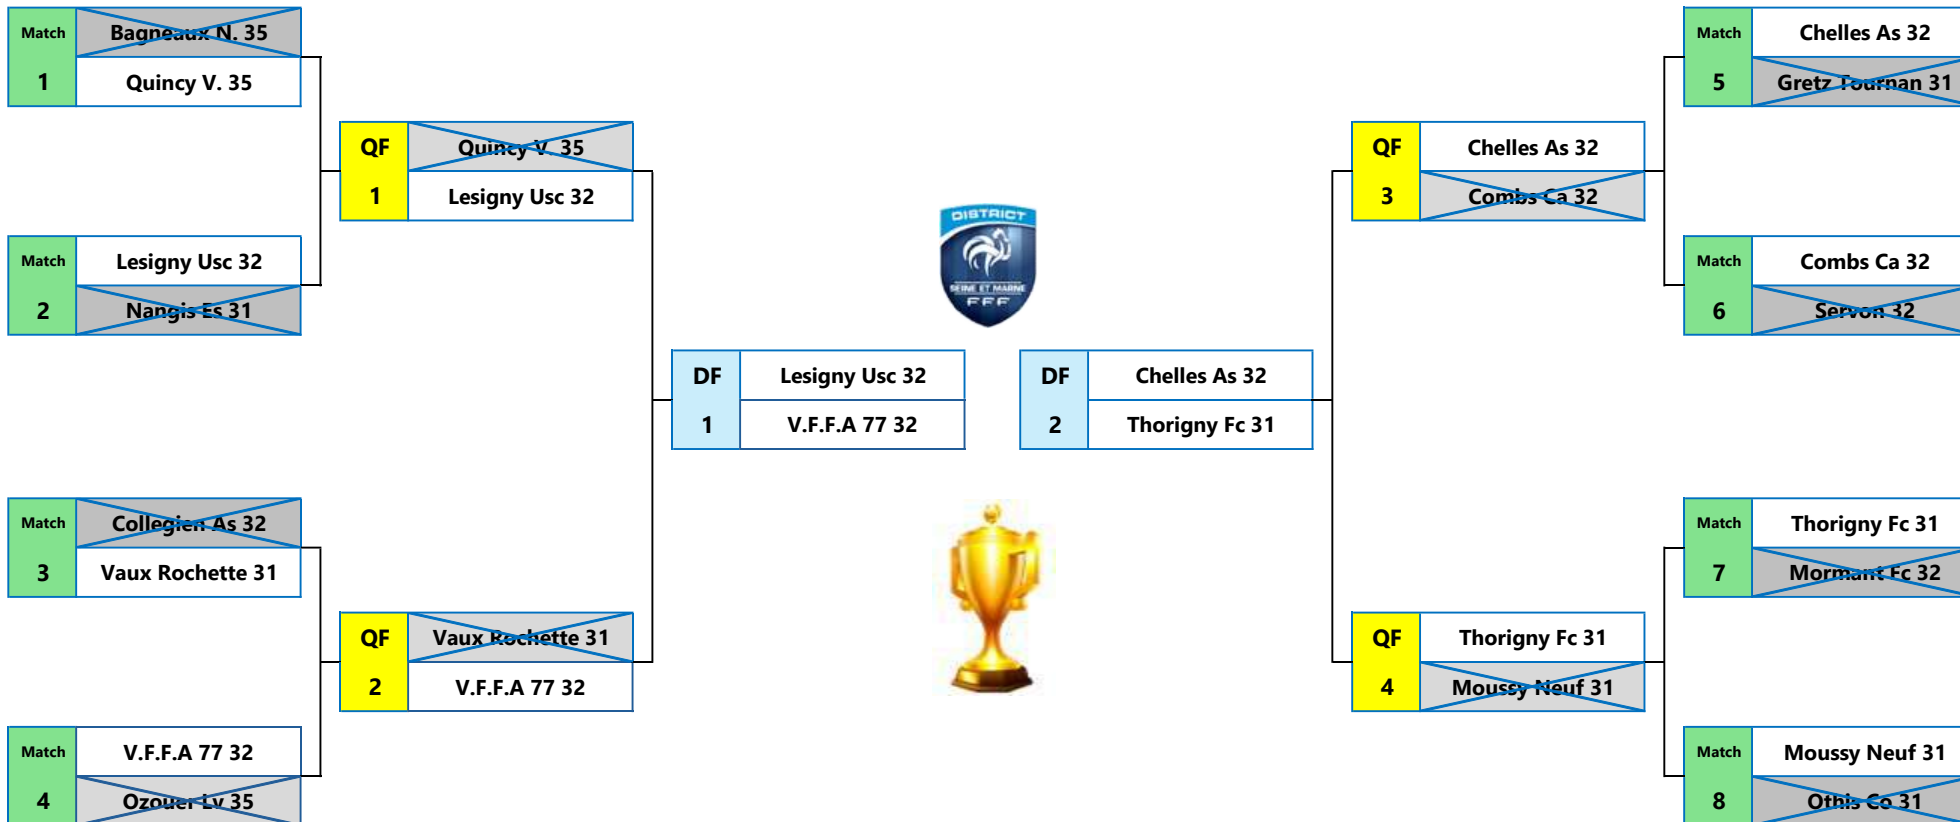 Match
1
Bagneaux N. 35
Quincy V. 35
Match
2
Lesigny Usc 32
Nangis Es 31
Match
3
Collegien As 32
Vaux Rochette 31
Match
4
V.F.F.A 77 32
Ozouer Lv 35
QF
1
Quincy V. 35
Lesigny Usc 32
QF
2
Vaux Rochette 31
V.F.F.A 77 32
DF
1
Lesigny Usc 32
V.F.F.A 77 32
DISTRICT
SEINE ET MARNE
FFF
DF
2
Chelles As 32
Thorigny Fc 31
QF
3
Chelles As 32
Combs Ca 32
QF
4
Thorigny Fc 31
Moussy Neuf 31
Match
5
Chelles As 32
Gretz Tournan 31
Match
6
Combs Ca 32
Servon 32
Match
7
Thorigny Fc 31
Mormant Fc 32
Match
8
Moussy Neuf 31
Othis Co 31